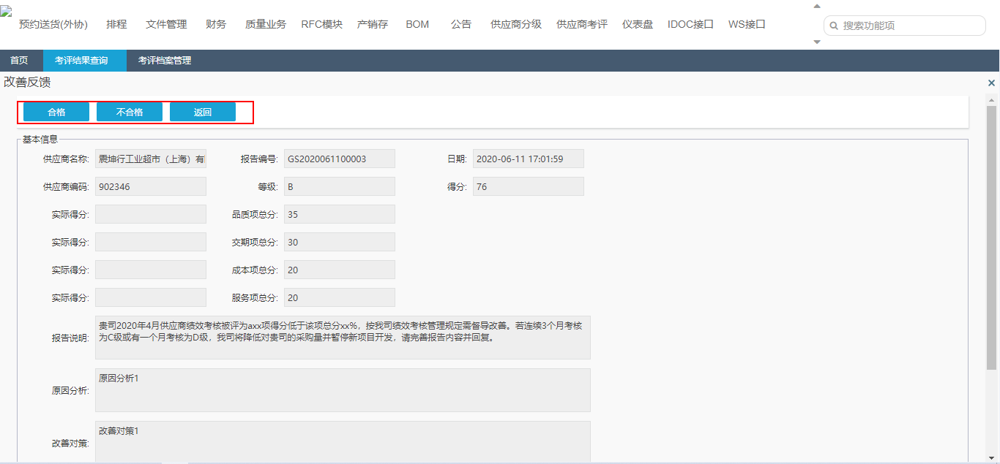 预约送货(外协) 排程 文件管理 财务 质量业务 RFC模块 产销存 BOM 公告 供应商分级 供应商考评 仪表盘 IDOC接口 WS接口 搜索功能项
首页 考评结果查询 考评档案管理
改善反馈
合格 不合格 返回
基本信息
供应商名称: 震坤行工业超市（上海）有 报告编号: GS2020061100003 日期: 2020-06-11 17:01:59
供应商编码: 902346 等级: B 得分: 76
实际得分: 品质项总分: 35
实际得分: 交期项总分: 30
实际得分: 成本项总分: 20
实际得分: 服务项总分: 20
报告说明: 贵司2020年4月供应商绩效考核被评为axx项得分低于该项总分xx%，按我司绩效考核管理规定需督导改善。若连续3个月考核
为C级或有一个月考核为D级，我司将降低对贵司的采购量并暂停新项目开发，请完善报告内容并回复。
原因分析: 原因分析1
改善对策: 改善对策1